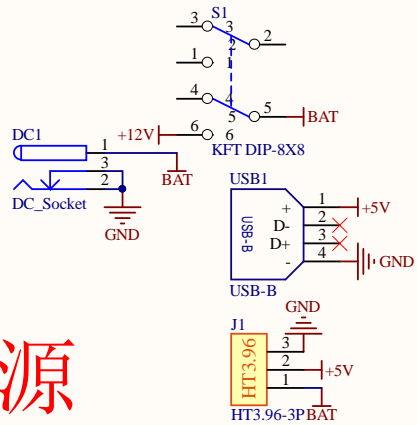 S1
3 3
2 2
1 1
4 4
5 5 BAT
+12V 6 6
KFT DIP-8X8
DC1
1
3 BAT
2
DC_Socket
GND
USB1
+ 1 +5V
D- 2
D+ 3
- 4 GND
USB-B
USB-B
GND
J1
3
2 +5V
1
HT3.96
HT3.96-3P BAT
源